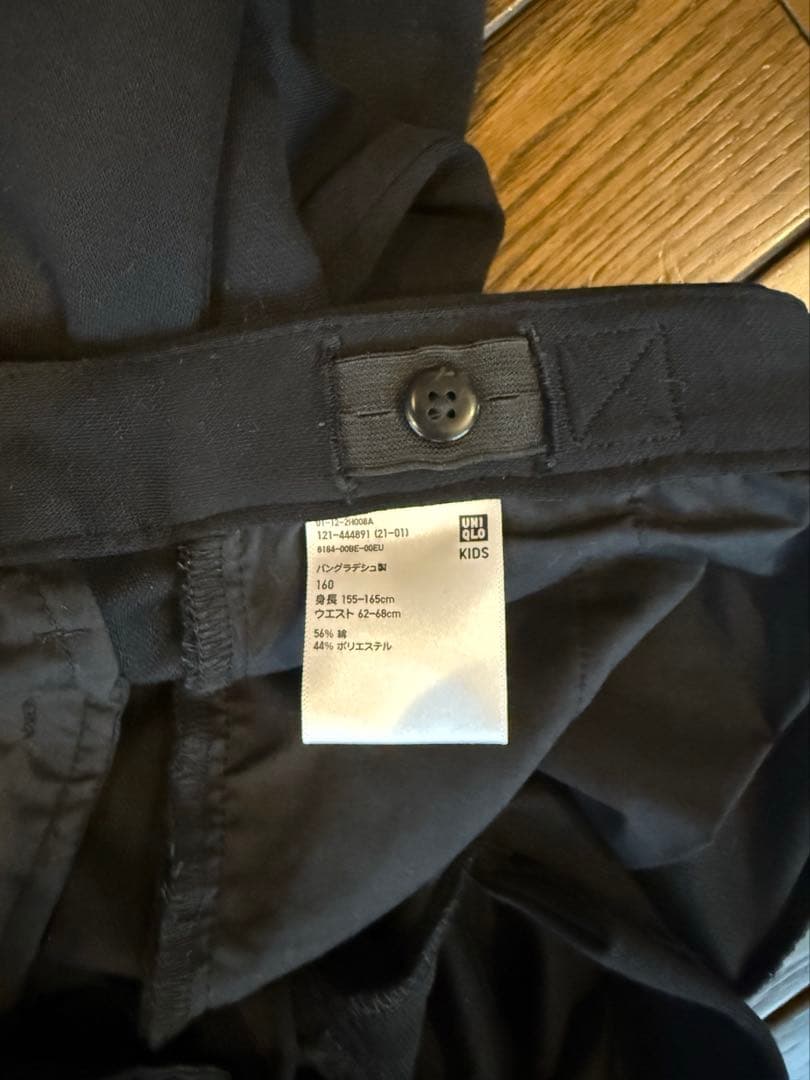 01-12-2H008A
121-444891 (21-01)
6164-00BE-00EU
UNI
QLO
KIDS
バングラデシュ製
160
身長 155-165cm
ウエスト 62-68cm
56% 綿
44% ポリエステル